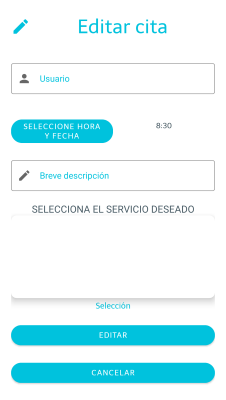 Editar cita
Usuario
SELECCIONE HORA
Y FECHA
8:30
Breve descripción
SELECCIONA EL SERVICIO DESEADO
Selección
EDITAR
CANCELAR